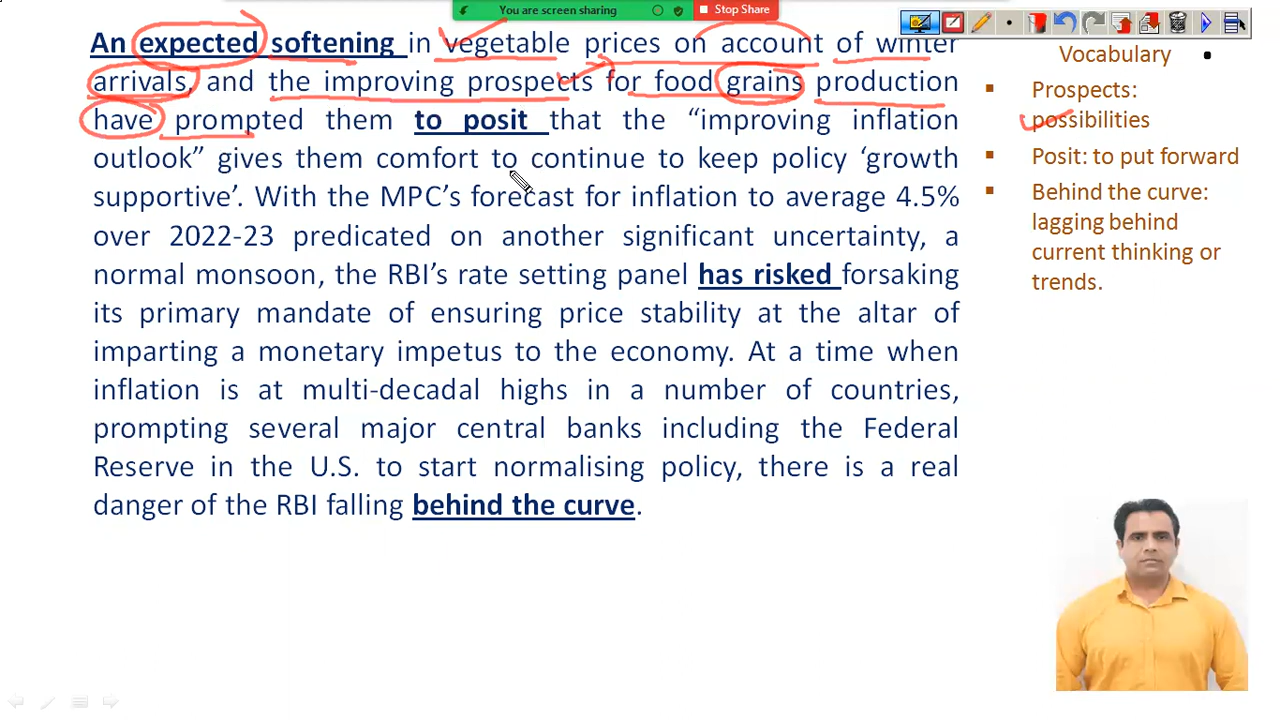 You are screen sharing
Stop Share
An expected softening in vegetable prices on account of winter
arrivals, and the improving prospects for food grains production
have prompted them to posit that the “improving inflation
outlook” gives them comfort to continue to keep policy ‘growth
supportive’. With the MPC’s forecast for inflation to average 4.5%
over 2022-23 predicated on another significant uncertainty, a
normal monsoon, the RBI’s rate setting panel has risked forsaking
its primary mandate of ensuring price stability at the altar of
imparting a monetary impetus to the economy. At a time when
inflation is at multi-decadal highs in a number of countries,
prompting several major central banks including the Federal
Reserve in the U.S. to start normalising policy, there is a real
danger of the RBI falling behind the curve.
Vocabulary
Prospects:
possibilities
Posit: to put forward
Behind the curve:
lagging behind
current thinking or
trends.